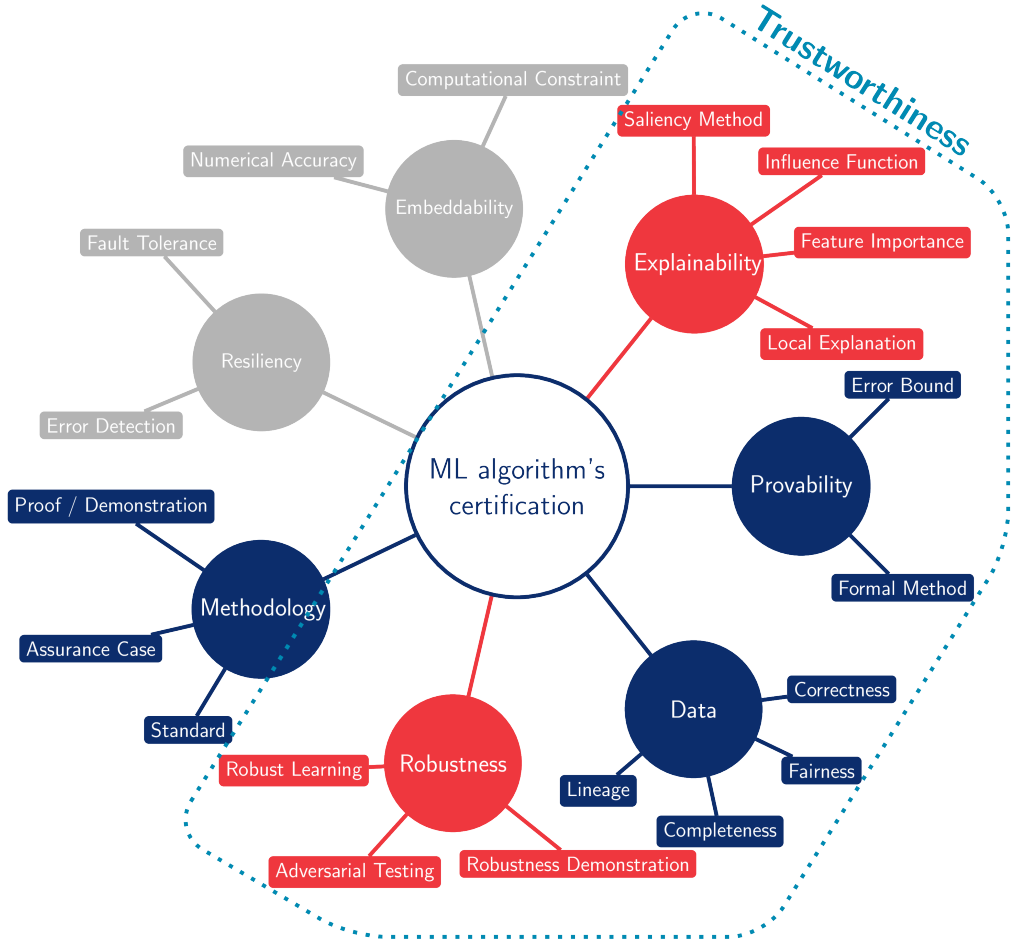 Trustworthiness
Computational Constraint
Numerical Accuracy
Embeddability
Fault Tolerance
Resiliency
Error Detection
Saliency Method
Influence Function
Explainability
Feature Importance
Local Explanation
Error Bound
Provability
Formal Method
ML algorithm's
certification
Proof / Demonstration
Methodology
Assurance Case
Standard
Robustness
Robust Learning
Adversarial Testing
Robustness Demonstration
Data
Correctness
Fairness
Lineage
Completeness